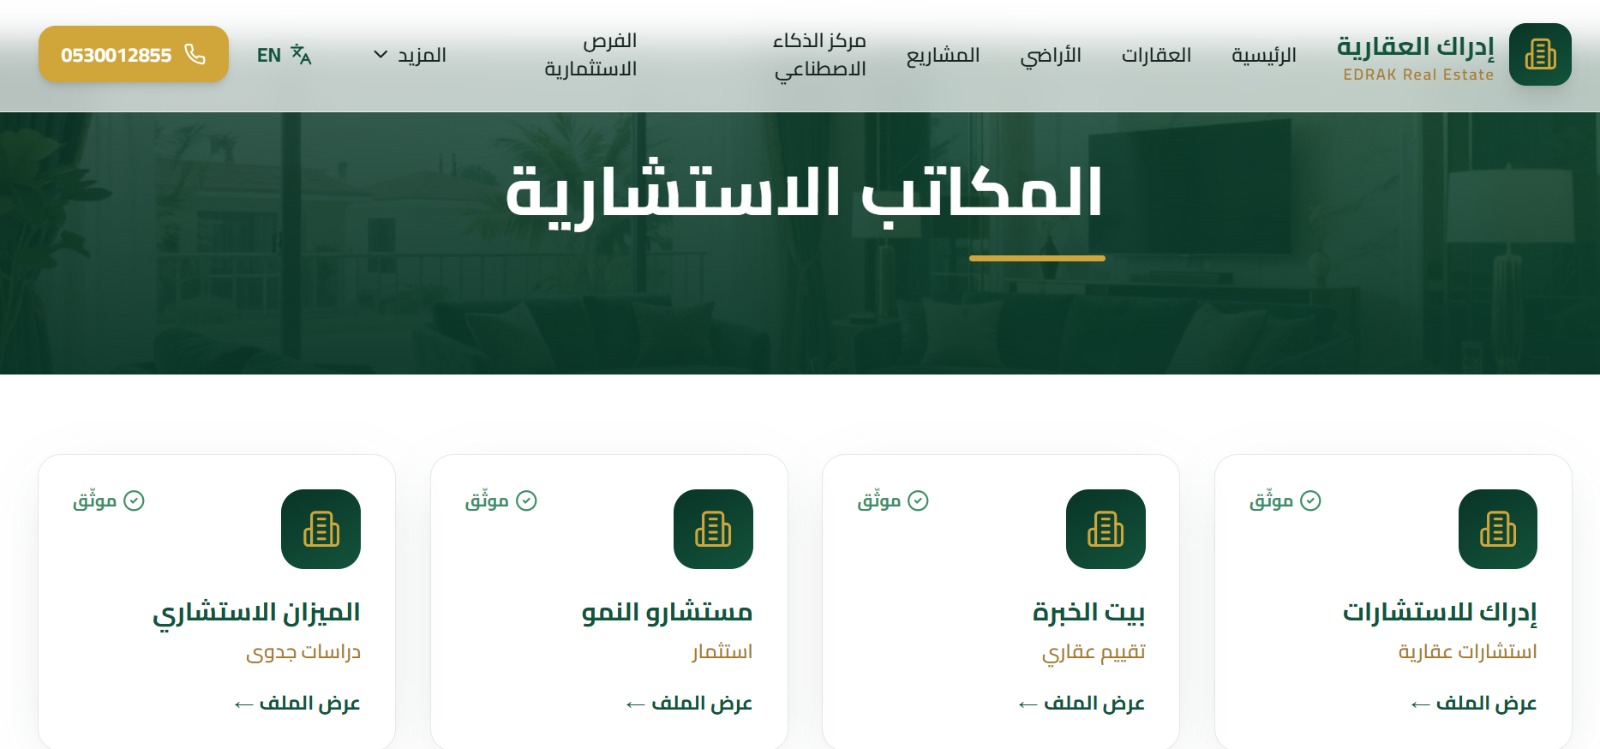 إدراك العقارية
EDRAK Real Estate
الرئيسية
العقارات
الأراضي
المشاريع
مركز الذكاء
الاصطناعي
الفرص
الاستثمارية
المزيد
EN
0530012855
المكاتب الاستشارية
موثّق
إدراك للاستشارات
استشارات عقارية
عرض الملف ←
موثّق
بيت الخبرة
تقييم عقاري
عرض الملف ←
موثّق
مستشارو النمو
استثمار
عرض الملف ←
موثّق
الميزان الاستشاري
دراسات جدوى
عرض الملف ←